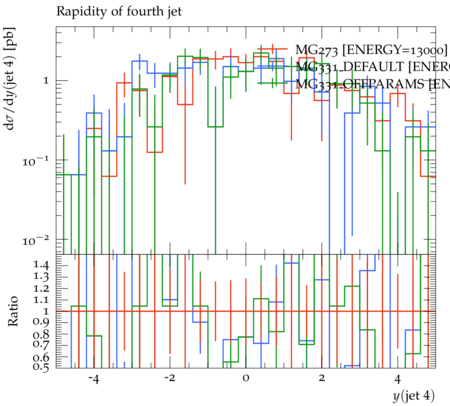 Rapidity of fourth jet
dσ/dy(jet 4) [pb]
MG273 [ENERGY=13000]
MG331_DEFAULT [ENERG
MG331_OFFPARAMS [EN
1
10⁻¹
10⁻²
Ratio
1.4
1.3
1.2
1.1
1
0.9
0.8
0.7
0.6
0.5
-4 -2 0 2 4
y(jet 4)